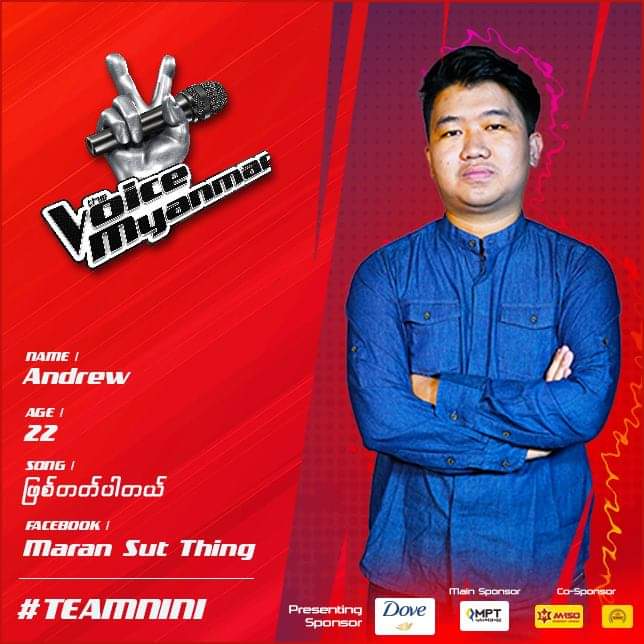 The
Voice
Myanmar
NAME /
Andrew
AGE /
22
SONG /
ဖြစ်တတ်ပါတယ်
FACEBOOK /
Maran Sut Thing
#TEAMNINI
Presenting
Sponsor
Dove
Main Sponsor
MPT
Co-Sponsor